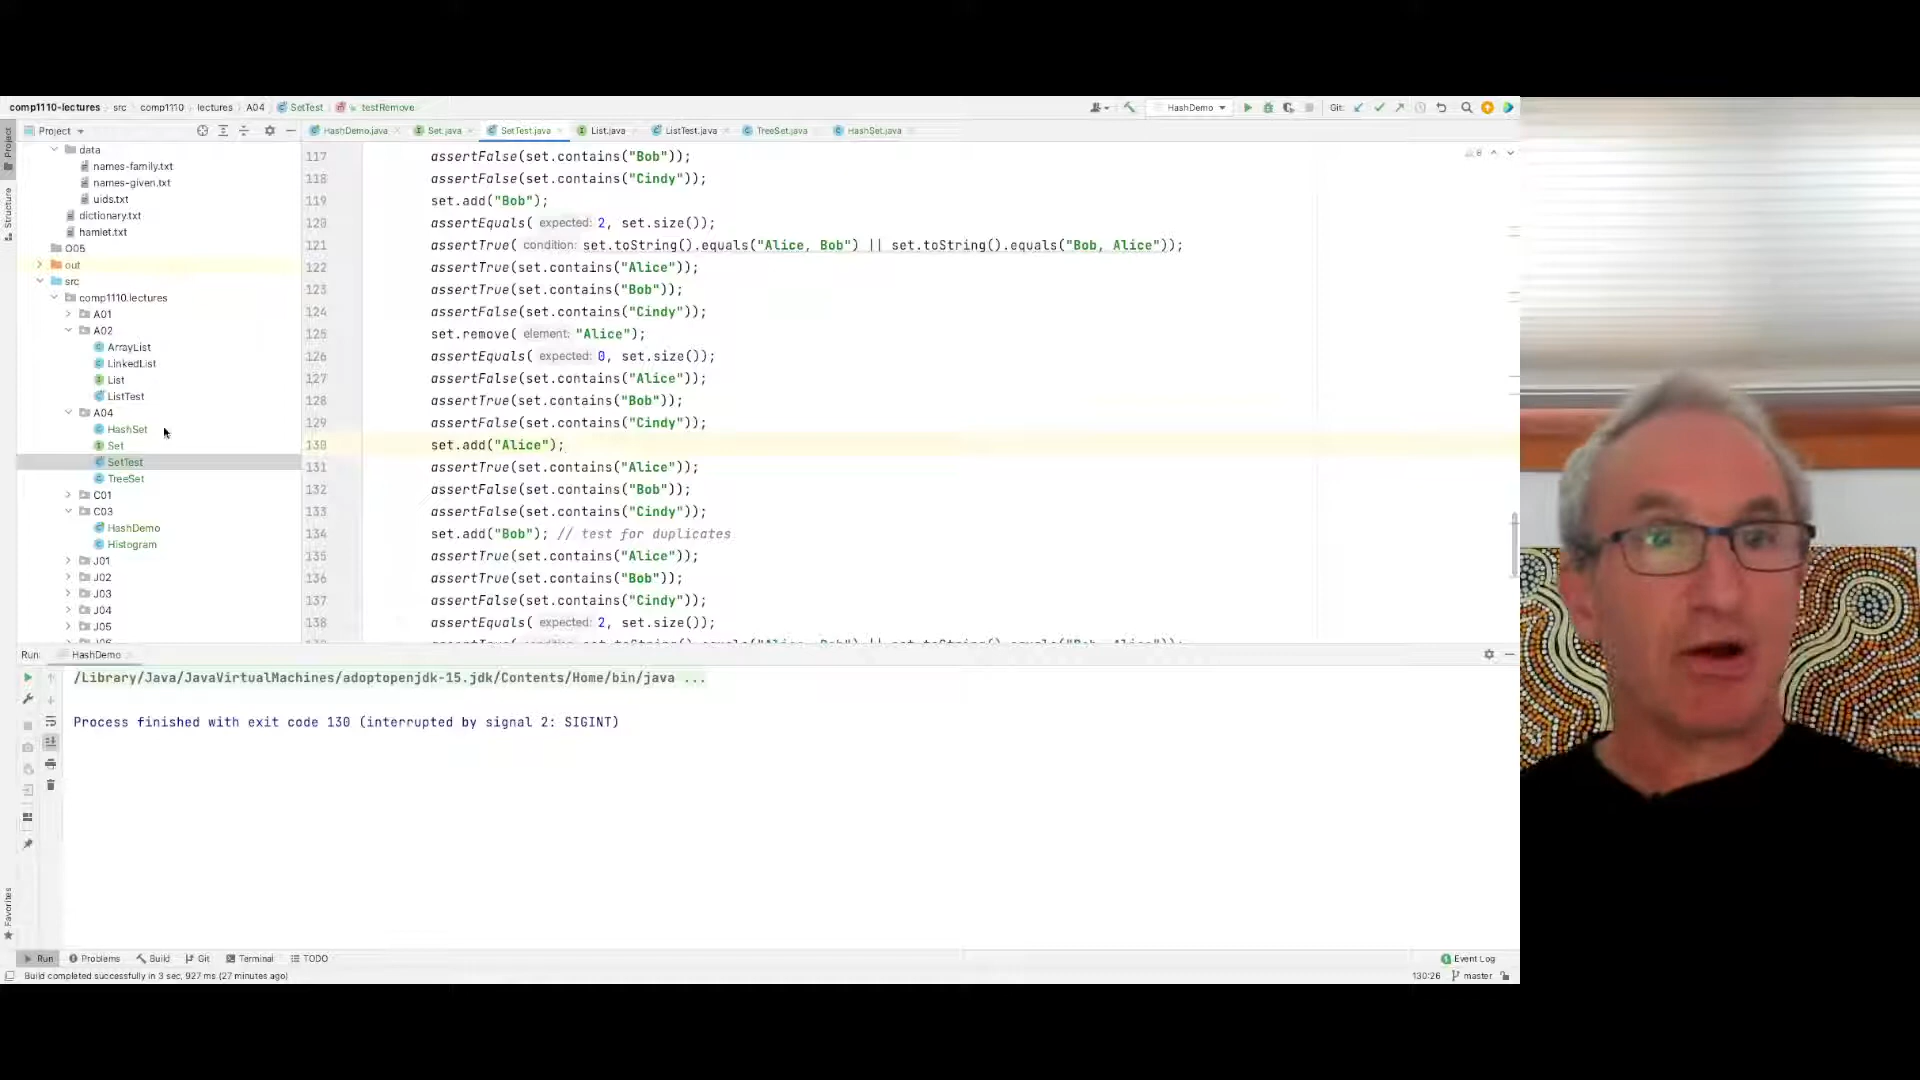 comp1110-lectures src comp1110 lectures A04 SetTest testRemove
HashDemo Git:
Project
HashDemo.java Set.java SetTest.java List.java ListTest.java TreeSet.java HashSet.java
Project
Structure
Favorites
data
names-family.txt
names-given.txt
uids.txt
dictionary.txt
hamlet.txt
O05
out
src
comp1110.lectures
A01
A02
ArrayList
LinkedList
List
ListTest
A04
HashSet
Set
SetTest
TreeSet
C01
C03
HashDemo
Histogram
J01
J02
J03
J04
J05
J06
8
117 assertFalse(set.contains("Bob"));
118 assertFalse(set.contains("Cindy"));
119 set.add("Bob");
120 assertEquals( expected: 2, set.size());
121 assertTrue( condition: set.toString().equals("Alice, Bob") || set.toString().equals("Bob, Alice"));
122 assertTrue(set.contains("Alice"));
123 assertTrue(set.contains("Bob"));
124 assertFalse(set.contains("Cindy"));
125 set.remove( element: "Alice");
126 assertEquals( expected: 0, set.size());
127 assertFalse(set.contains("Alice"));
128 assertTrue(set.contains("Bob"));
129 assertFalse(set.contains("Cindy"));
130 set.add("Alice");
131 assertTrue(set.contains("Alice"));
132 assertFalse(set.contains("Bob"));
133 assertFalse(set.contains("Cindy"));
134 set.add("Bob"); // test for duplicates
135 assertTrue(set.contains("Alice"));
136 assertTrue(set.contains("Bob"));
137 assertFalse(set.contains("Cindy"));
138 assertEquals( expected: 2, set.size());
Run: HashDemo
/Library/Java/JavaVirtualMachines/adoptopenjdk-15.jdk/Contents/Home/bin/java ...
Process finished with exit code 130 (interrupted by signal 2: SIGINT)
Run Problems Build Git Terminal TODO Event Log
Build completed successfully in 3 sec, 927 ms (27 minutes ago) 130:26 master